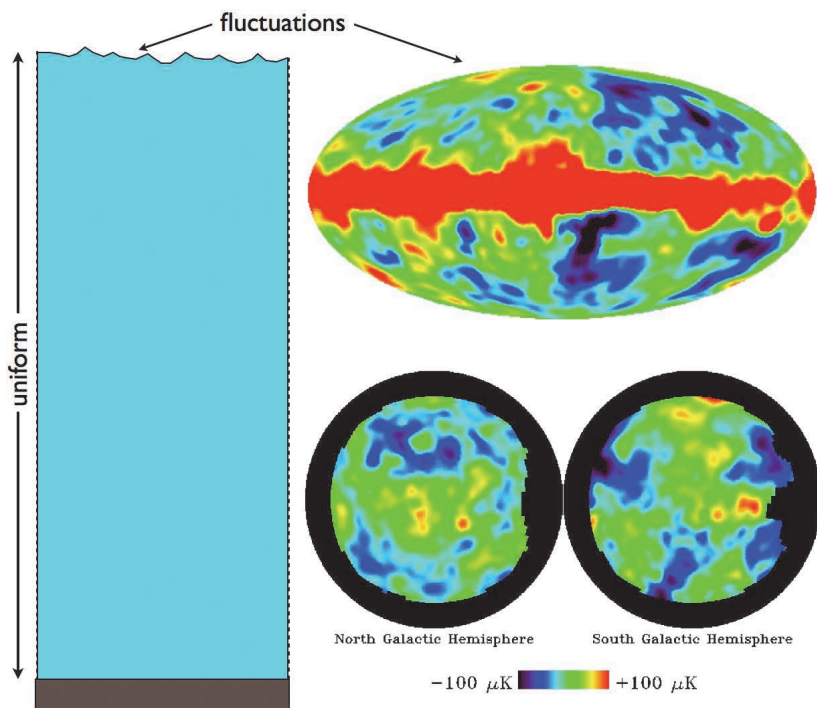 fluctuations
uniform
North Galactic Hemisphere
South Galactic Hemisphere
−100 μK
+100 μK